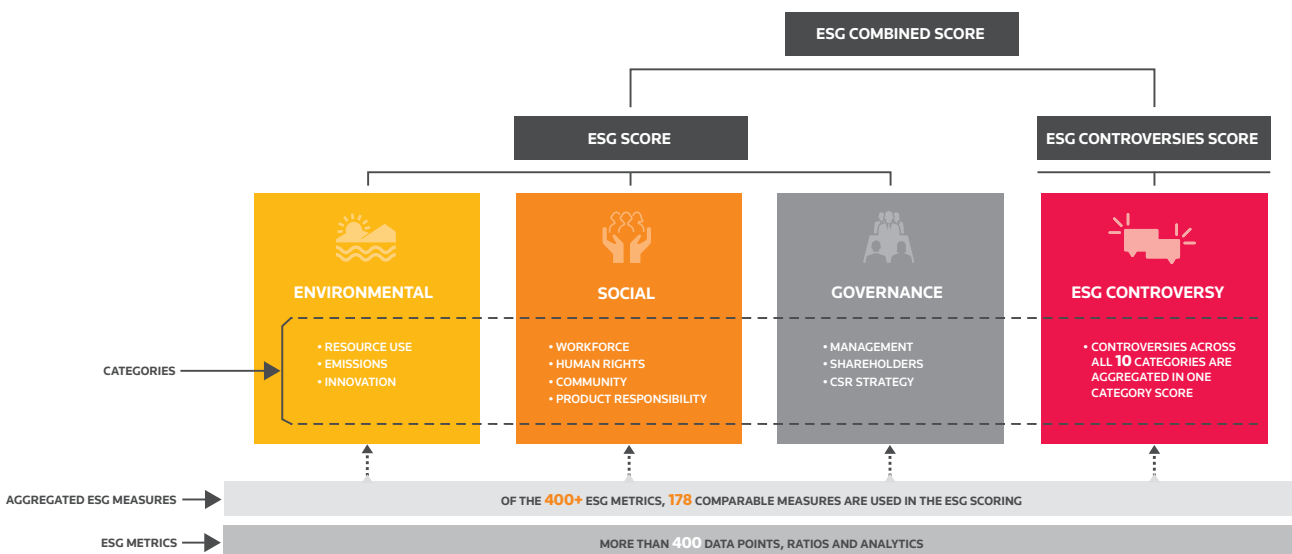 ESG COMBINED SCORE
ESG SCORE
ESG CONTROVERSIES SCORE
ENVIRONMENTAL
SOCIAL
GOVERNANCE
ESG CONTROVERSY
CATEGORIES
• RESOURCE USE
• EMISSIONS
• INNOVATION
• WORKFORCE
• HUMAN RIGHTS
• COMMUNITY
• PRODUCT RESPONSIBILITY
• MANAGEMENT
• SHAREHOLDERS
• CSR STRATEGY
• CONTROVERSIES ACROSS
ALL 10 CATEGORIES ARE
AGGREGATED IN ONE
CATEGORY SCORE
AGGREGATED ESG MEASURES
OF THE 400+ ESG METRICS, 178 COMPARABLE MEASURES ARE USED IN THE ESG SCORING
ESG METRICS
MORE THAN 400 DATA POINTS, RATIOS AND ANALYTICS